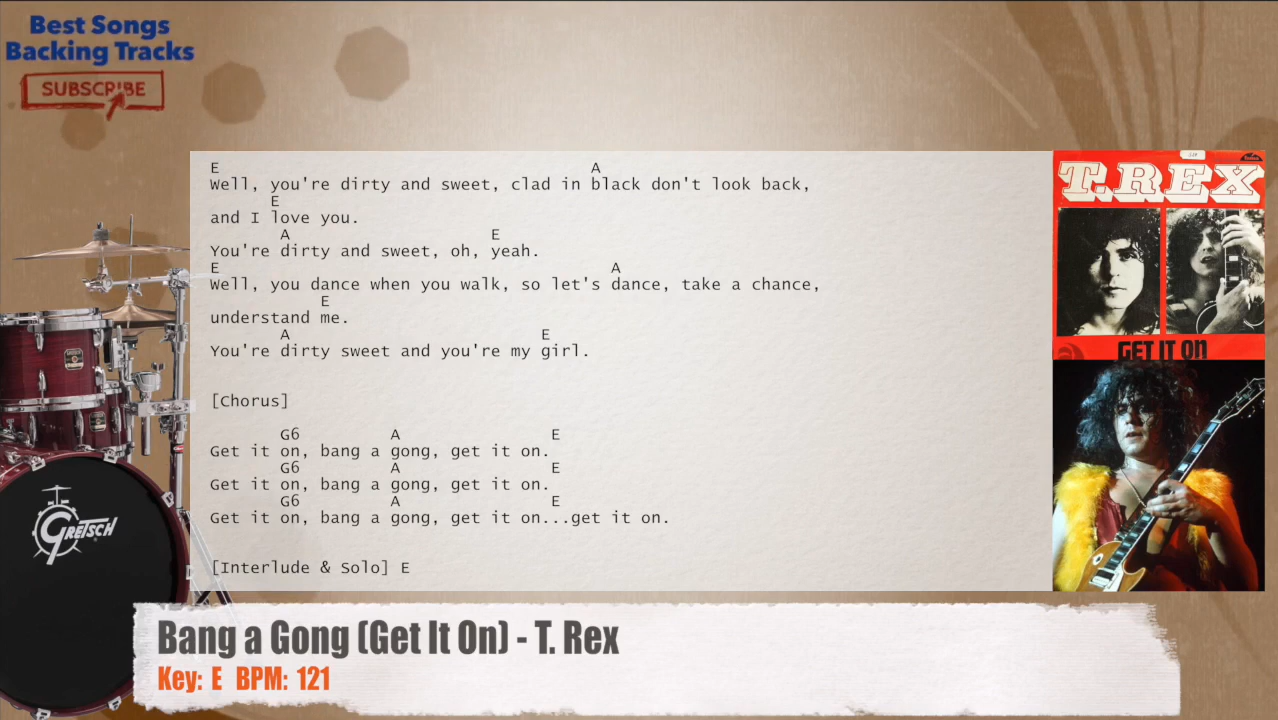 Best Songs
Backing Tracks
SUBSCRIBE
E                                     A
Well, you're dirty and sweet, clad in black don't look back,
      E
and I love you.
       A                    E
You're dirty and sweet, oh, yeah.
E                                       A
Well, you dance when you walk, so let's dance, take a chance,
           E
understand me.
       A                         E
You're dirty sweet and you're my girl.
[Chorus]
       G6         A               E
Get it on, bang a gong, get it on.
       G6         A               E
Get it on, bang a gong, get it on.
       G6         A               E
Get it on, bang a gong, get it on...get it on.
[Interlude & Solo] E
T.REX
GET IT ON
GRETSCH
Bang a Gong (Get It On) - T. Rex
Key: E BPM: 121